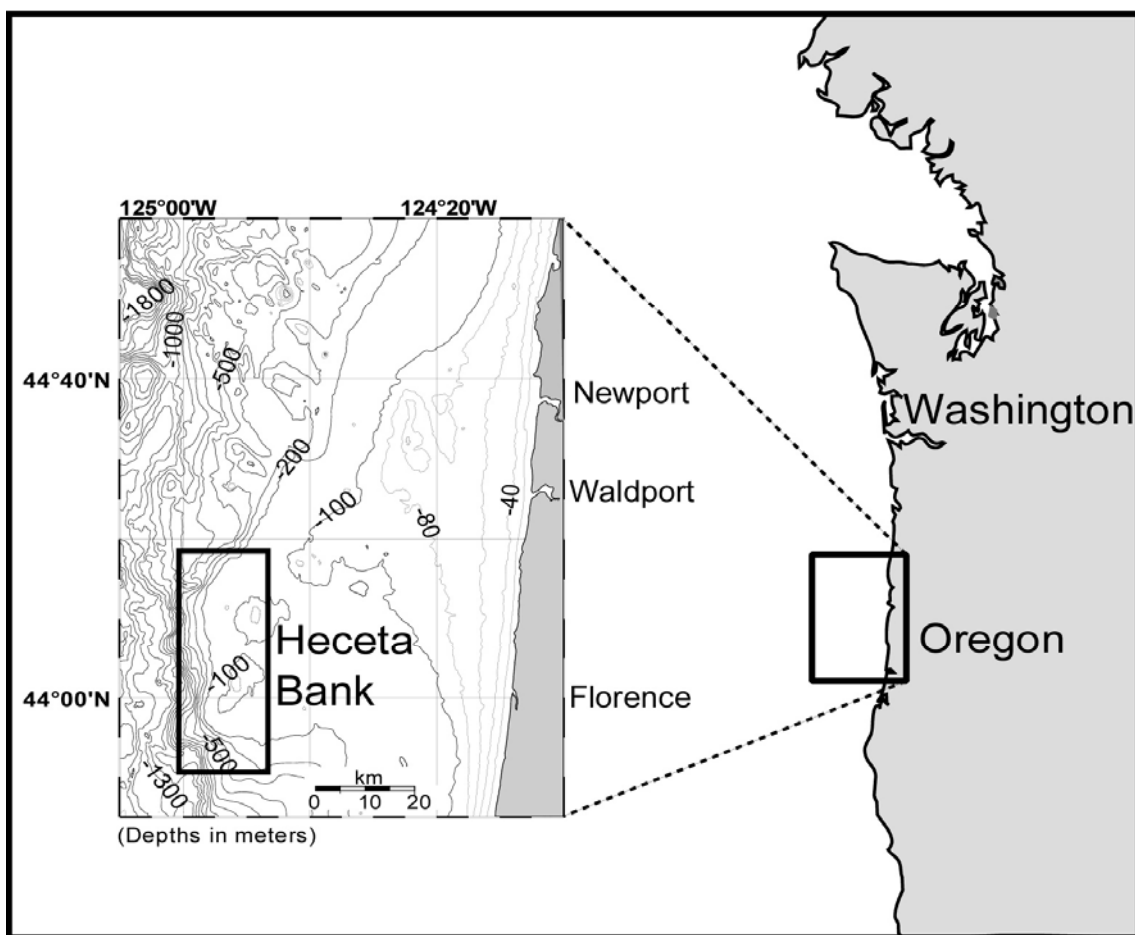 125°00'W
124°20'W
-1800
-1000
-500
44°40'N
Newport
Washington
-200
Waldport
-100
-80
-40
Oregon
Heceta
Bank
-100
44°00'N
Florence
-500
-1300
km
0 10 20
(Depths in meters)